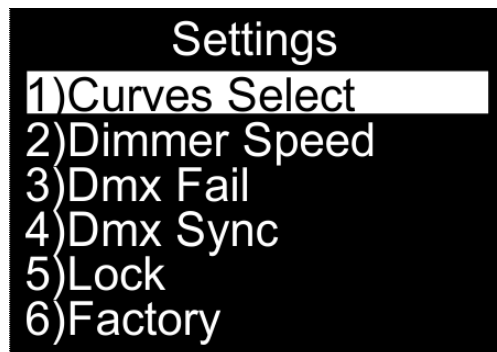 Settings
1)Curves Select
2)Dimmer Speed
3)Dmx Fail
4)Dmx Sync
5)Lock
6)Factory